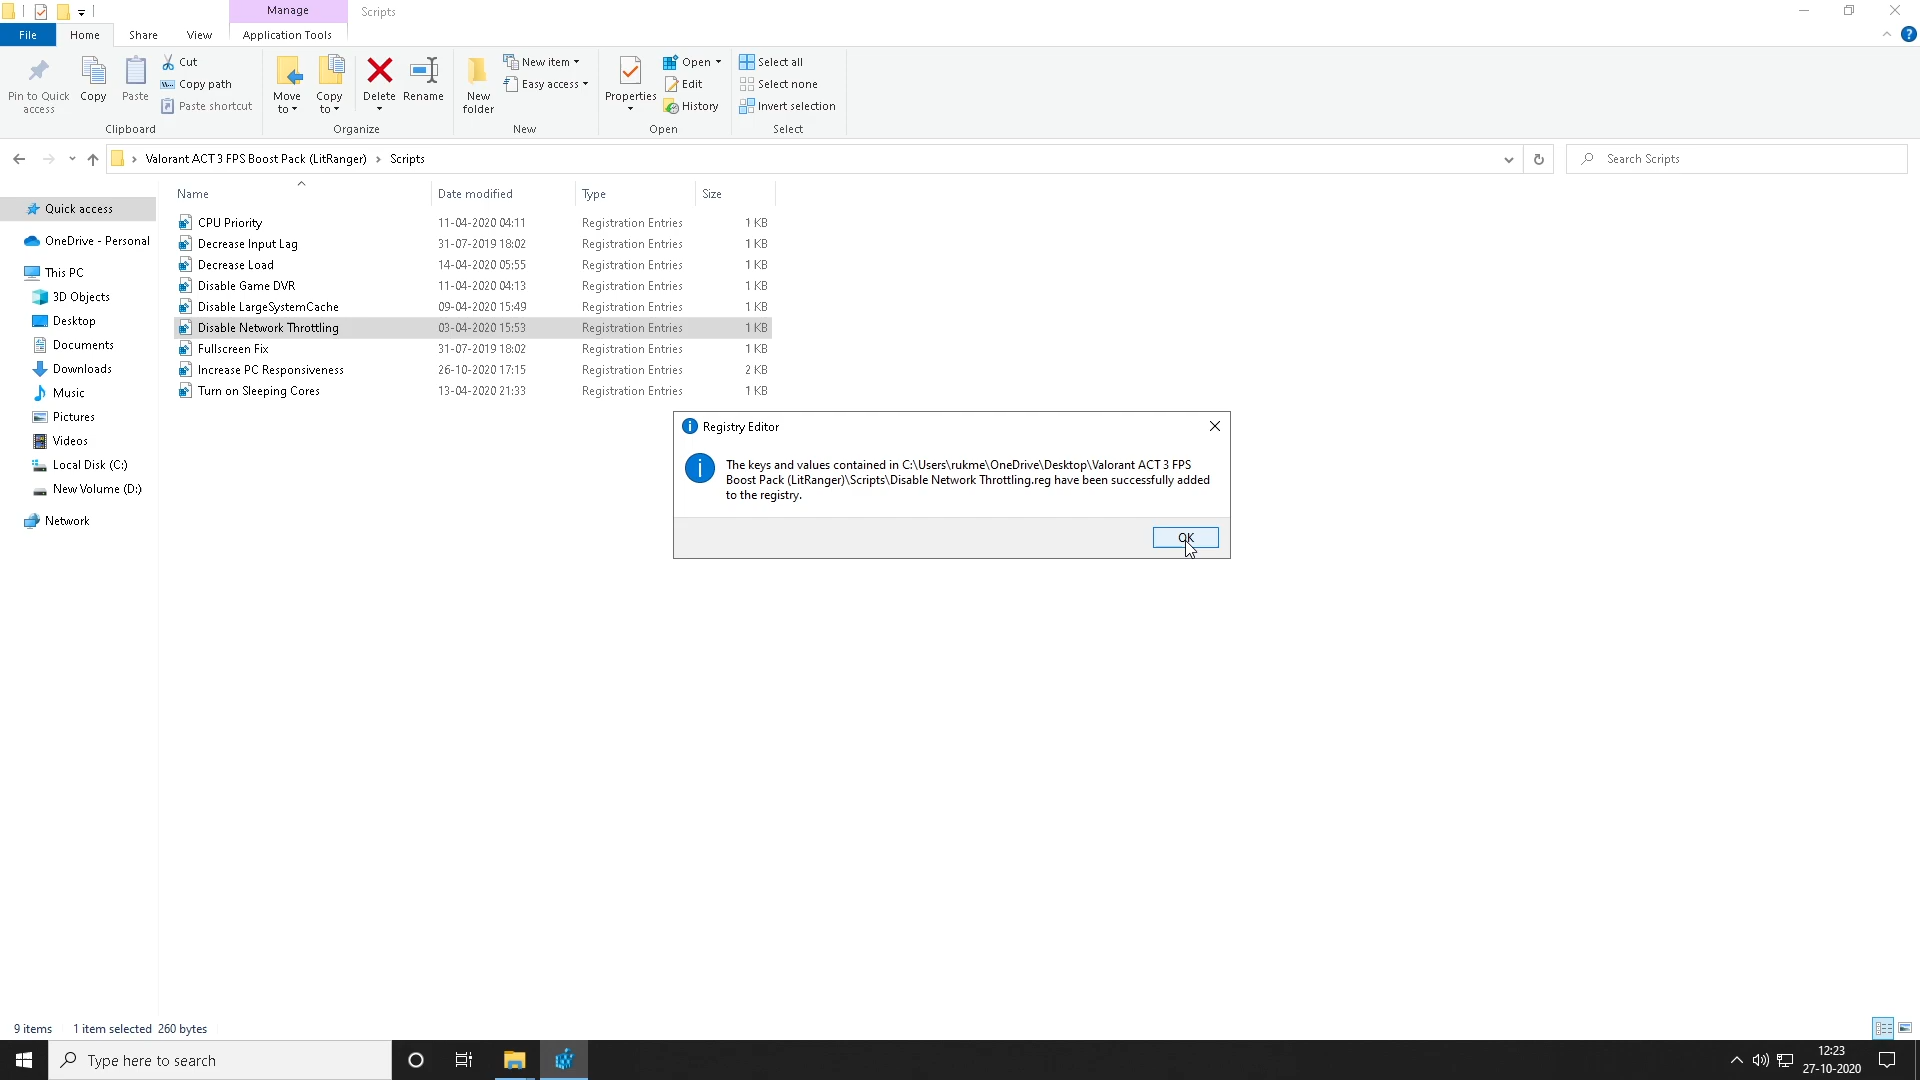 Manage
Scripts
File
Home
Share
View
Application Tools
Pin to Quick
access
Copy
Paste
Cut
Copy path
Paste shortcut
Clipboard
Move
to
Copy
to
Delete
Rename
Organize
New
folder
New item
Easy access
New
Properties
Open
Edit
History
Open
Select all
Select none
Invert selection
Select
Valorant ACT 3 FPS Boost Pack (LitRanger) > Scripts
Search Scripts
Name
Date modified
Type
Size
CPU Priority 11-04-2020 04:11 Registration Entries 1 KB
Decrease Input Lag 31-07-2019 18:02 Registration Entries 1 KB
Decrease Load 14-04-2020 05:55 Registration Entries 1 KB
Disable Game DVR 11-04-2020 04:13 Registration Entries 1 KB
Disable LargeSystemCache 09-04-2020 15:49 Registration Entries 1 KB
Disable Network Throttling 03-04-2020 15:53 Registration Entries 1 KB
Fullscreen Fix 31-07-2019 18:02 Registration Entries 1 KB
Increase PC Responsiveness 26-10-2020 17:15 Registration Entries 2 KB
Turn on Sleeping Cores 13-04-2020 21:33 Registration Entries 1 KB
Quick access
OneDrive - Personal
This PC
3D Objects
Desktop
Documents
Downloads
Music
Pictures
Videos
Local Disk (C:)
New Volume (D:)
Network
Registry Editor
The keys and values contained in C:\Users\rukme\OneDrive\Desktop\Valorant ACT 3 FPS
Boost Pack (LitRanger)\Scripts\Disable Network Throttling.reg have been successfully added
to the registry.
OK
9 items
1 item selected 260 bytes
Type here to search
12:23
27-10-2020